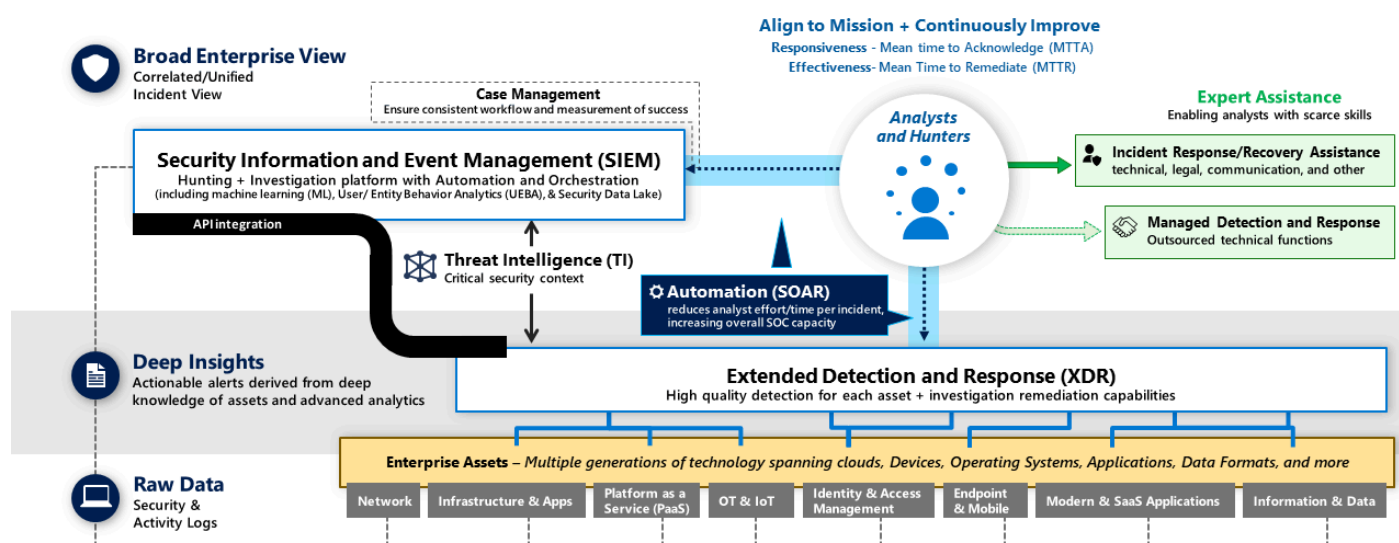 Align to Mission + Continuously Improve
Responsiveness - Mean time to Acknowledge (MTTA)
Effectiveness- Mean Time to Remediate (MTTR)
Broad Enterprise View
Correlated/Unified
Incident View
Case Management
Ensure consistent workflow and measurement of success
Analysts
and Hunters
Expert Assistance
Enabling analysts with scarce skills
Incident Response/Recovery Assistance
technical, legal, communication, and other
Managed Detection and Response
Outsourced technical functions
Security Information and Event Management (SIEM)
Hunting + Investigation platform with Automation and Orchestration
(including machine learning (ML), User/ Entity Behavior Analytics (UEBA), & Security Data Lake)
API integration
Threat Intelligence (TI)
Critical security context
Automation (SOAR)
reduces analyst effort/time per incident,
increasing overall SOC capacity
Deep Insights
Actionable alerts derived from deep
knowledge of assets and advanced analytics
Extended Detection and Response (XDR)
High quality detection for each asset + investigation remediation capabilities
Raw Data
Security &
Activity Logs
Enterprise Assets – Multiple generations of technology spanning clouds, Devices, Operating Systems, Applications, Data Formats, and more
Network
Infrastructure & Apps
Platform as a
Service (PaaS)
OT & IoT
Identity & Access
Management
Endpoint
& Mobile
Modern & SaaS Applications
Information & Data